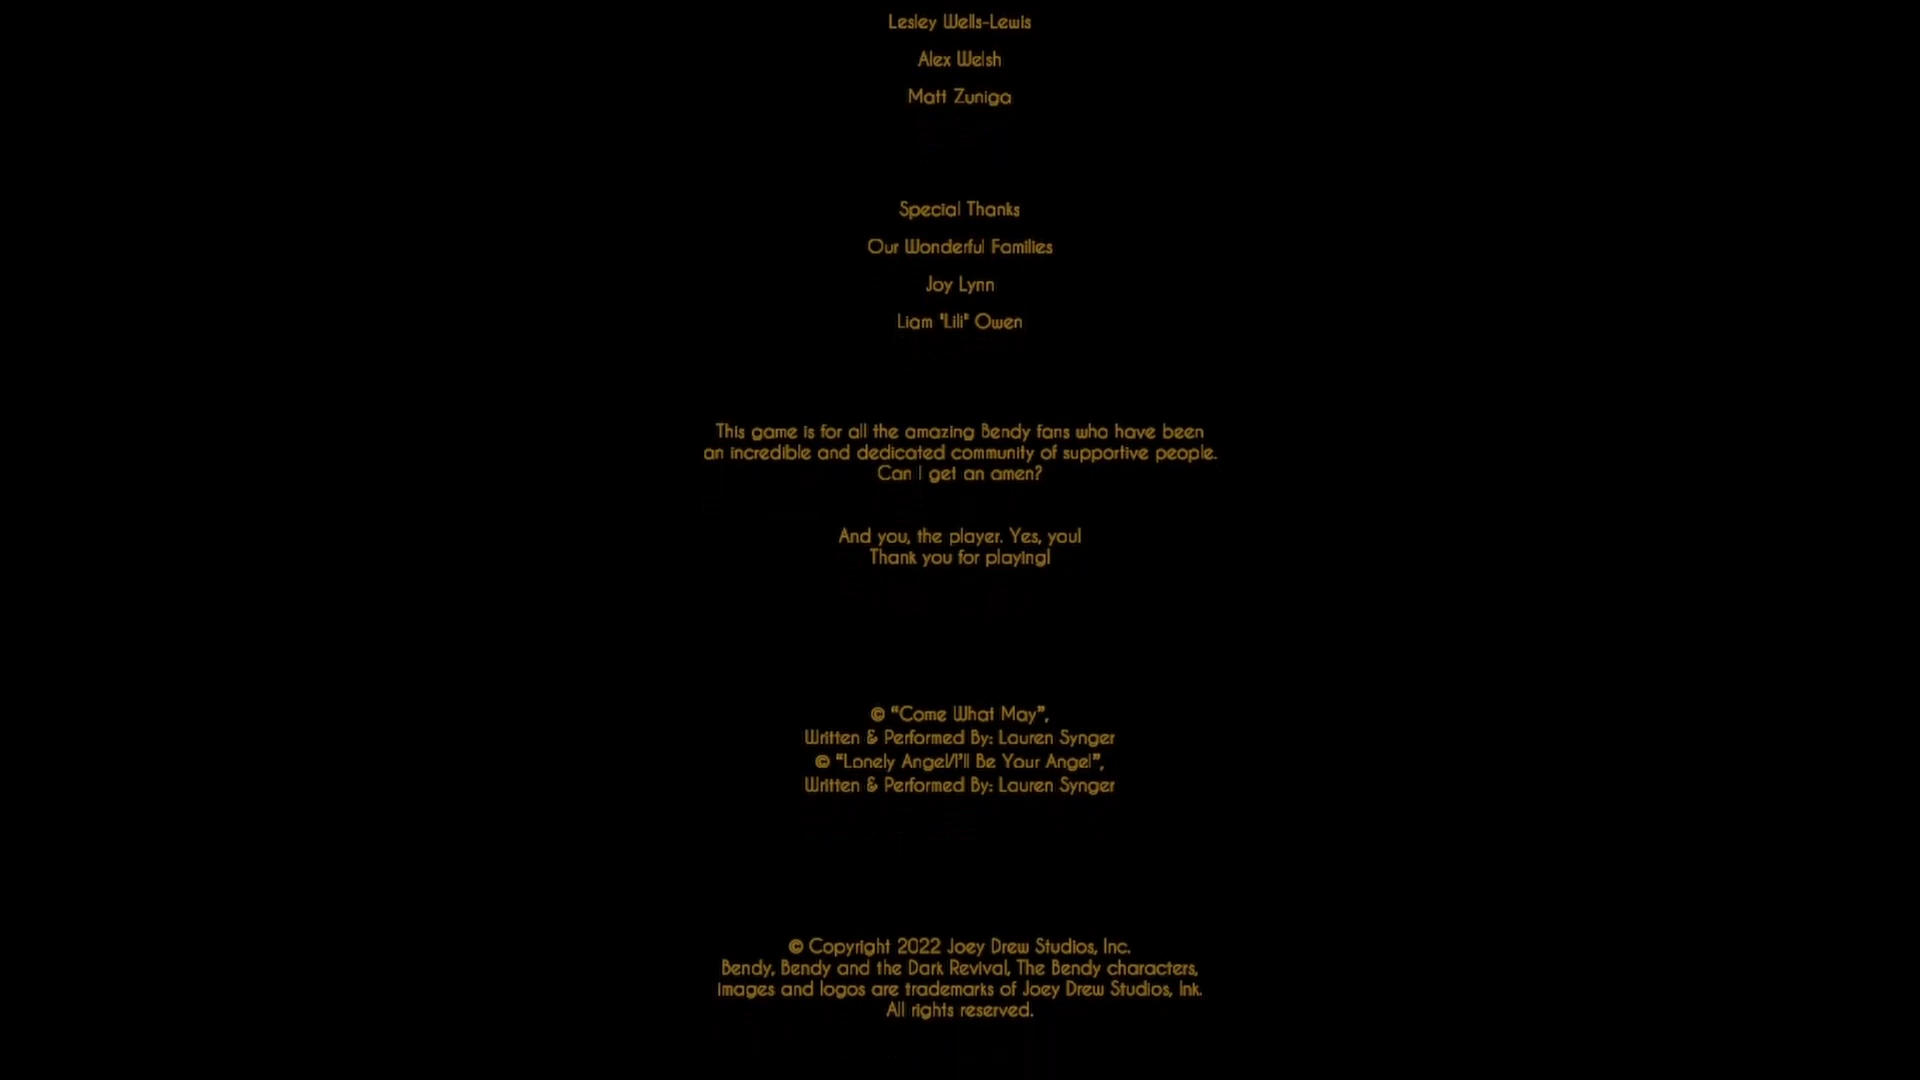 Lesley Wells-Lewis
Alex Welsh
Matt Zuniga
Special Thanks
Our Wonderful Families
Joy Lynn
Liam "Lili" Owen
This game is for all the amazing Bendy fans who have been
an incredible and dedicated community of supportive people.
Can I get an amen?
And you, the player. Yes, you!
Thank you for playing!
© “Come What May”,
Written & Performed By: Lauren Synger
© “Lonely Angel/I'll Be Your Angel”,
Written & Performed By: Lauren Synger
© Copyright 2022 Joey Drew Studios, Inc.
Bendy, Bendy and the Dark Revival, The Bendy characters,
images and logos are trademarks of Joey Drew Studios, Ink.
All rights reserved.